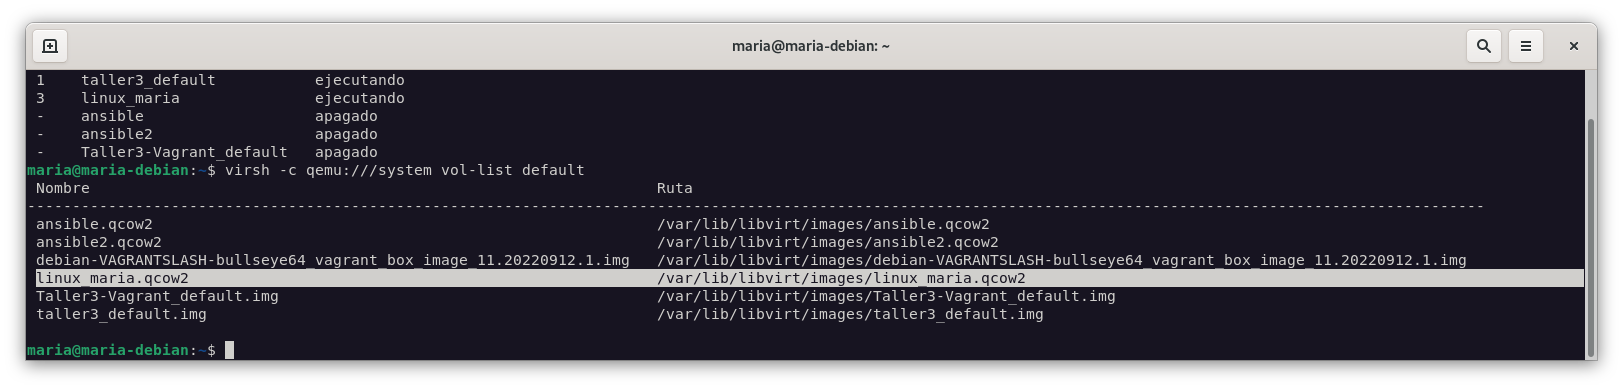 maria@maria-debian: ~
1    taller3_default           ejecutando
3    linux_maria               ejecutando
-    ansible                   apagado
-    ansible2                  apagado
-    Taller3-Vagrant_default   apagado
maria@maria-debian:~$ virsh -c qemu:///system vol-list default
Nombre   Ruta
------------------------------------------------------------------------------------------------------------------------------------------------------------------
ansible.qcow2   /var/lib/libvirt/images/ansible.qcow2
ansible2.qcow2   /var/lib/libvirt/images/ansible2.qcow2
debian-VAGRANTSLASH-bullseye64_vagrant_box_image_11.20220912.1.img   /var/lib/libvirt/images/debian-VAGRANTSLASH-bullseye64_vagrant_box_image_11.20220912.1.img
linux_maria.qcow2   /var/lib/libvirt/images/linux_maria.qcow2
Taller3-Vagrant_default.img   /var/lib/libvirt/images/Taller3-Vagrant_default.img
taller3_default.img   /var/lib/libvirt/images/taller3_default.img
maria@maria-debian:~$